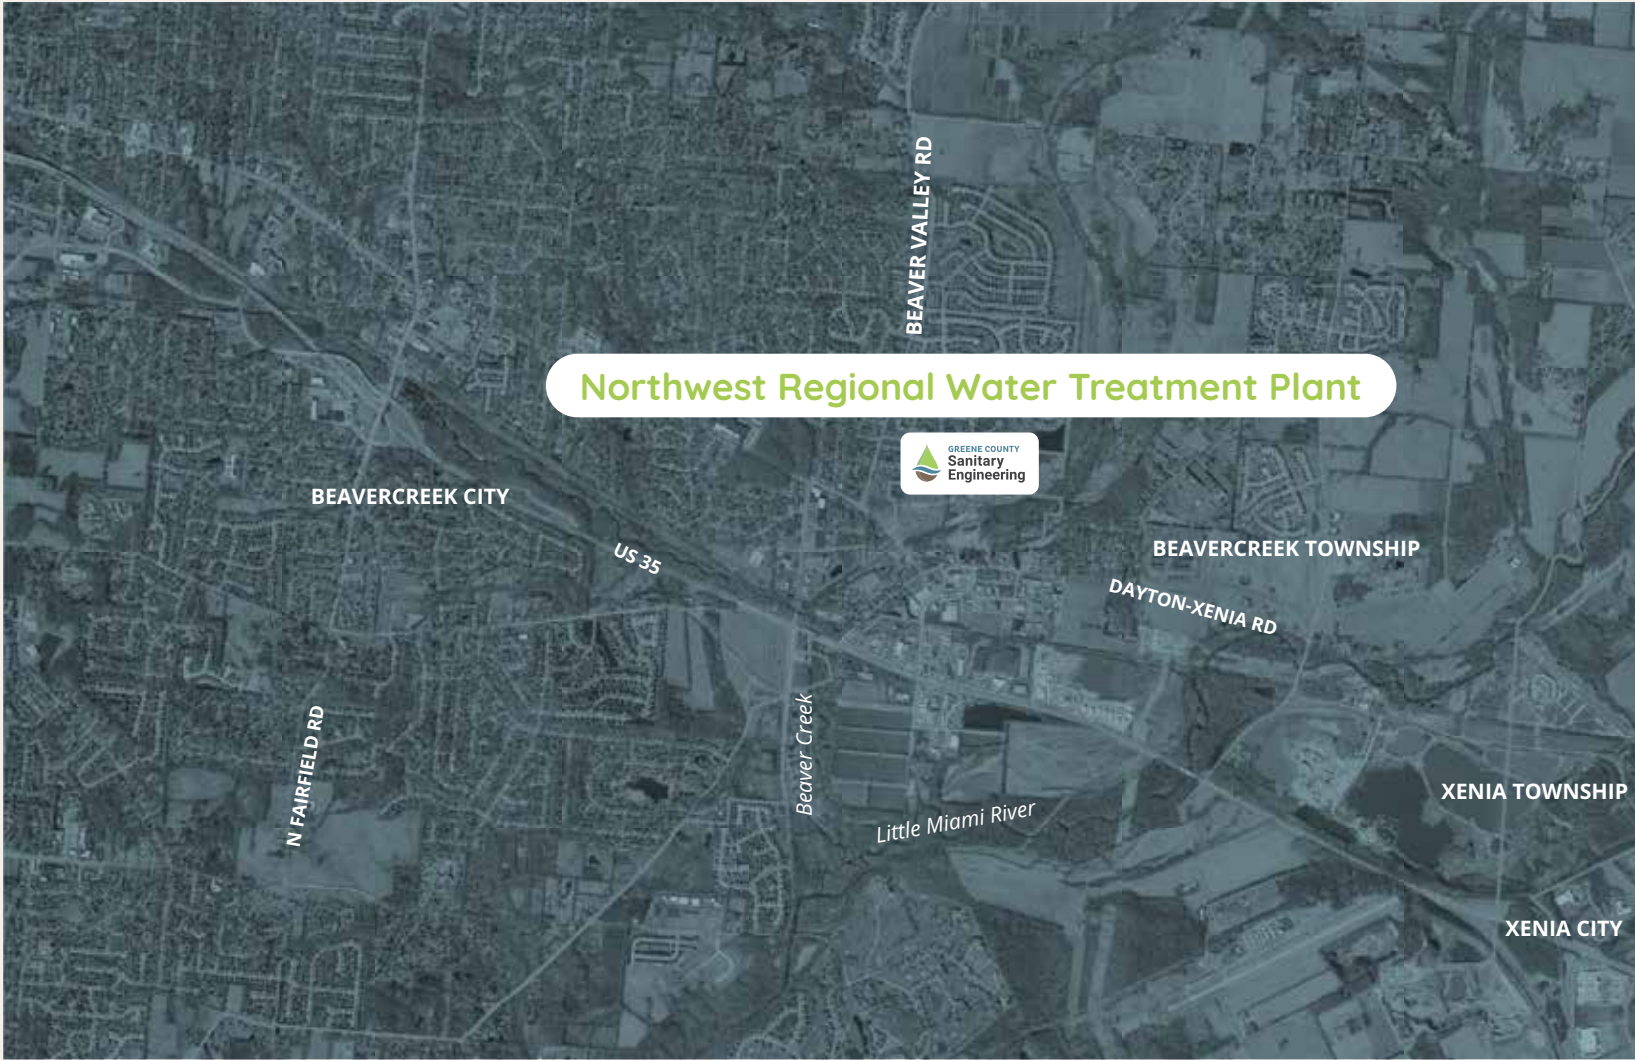 BEAVER VALLEY RD
Northwest Regional Water Treatment Plant
GREENE COUNTY
Sanitary
Engineering
BEAVERCREEK CITY
US 35
BEAVERCREEK TOWNSHIP
DAYTON-XENIA RD
N FAIRFIELD RD
Beaver Creek
Little Miami River
XENIA TOWNSHIP
XENIA CITY